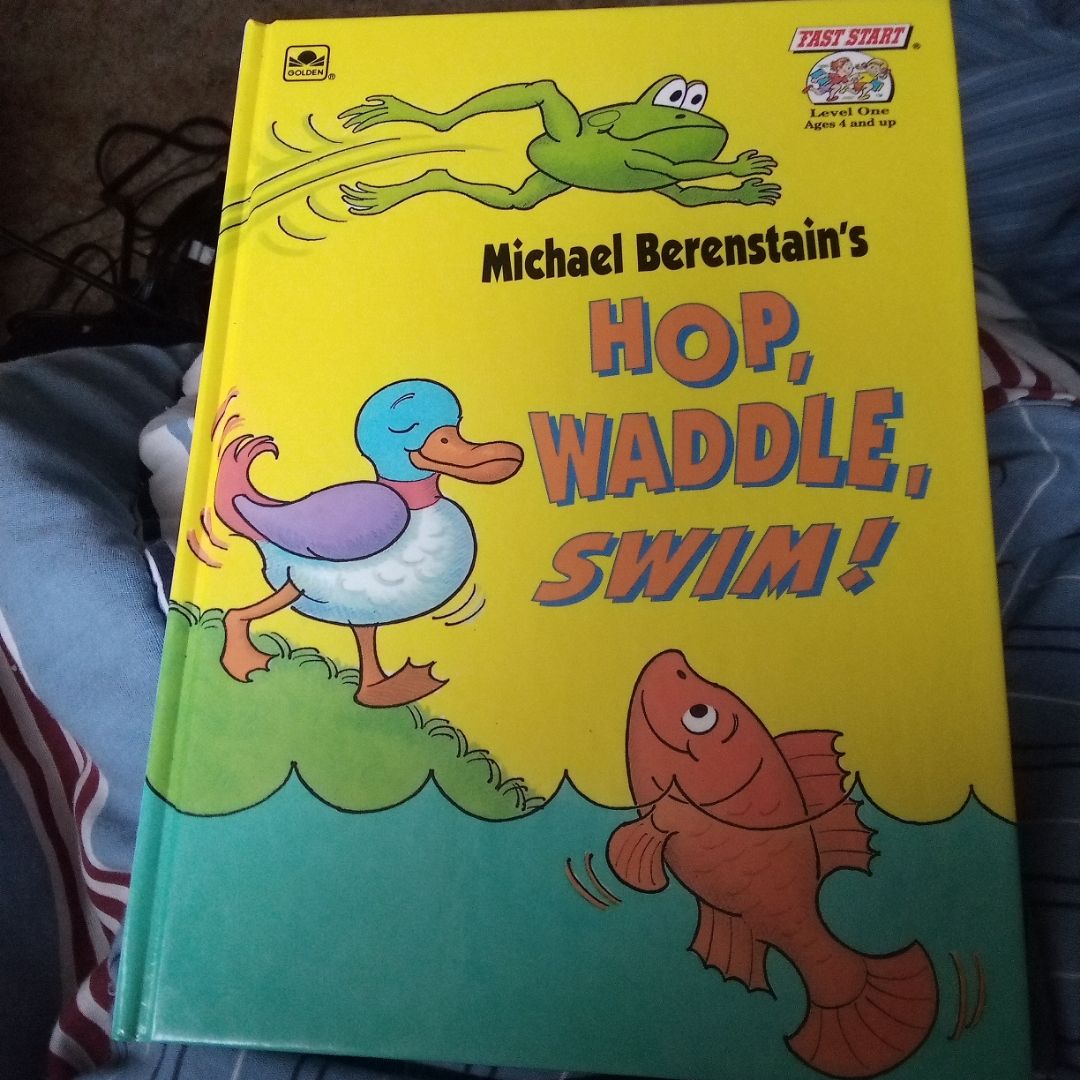 GOLDEN®
FAST START®
Level One
Ages 4 and up
Michael Berenstain's
HOP,
WADDLE,
SWIM!